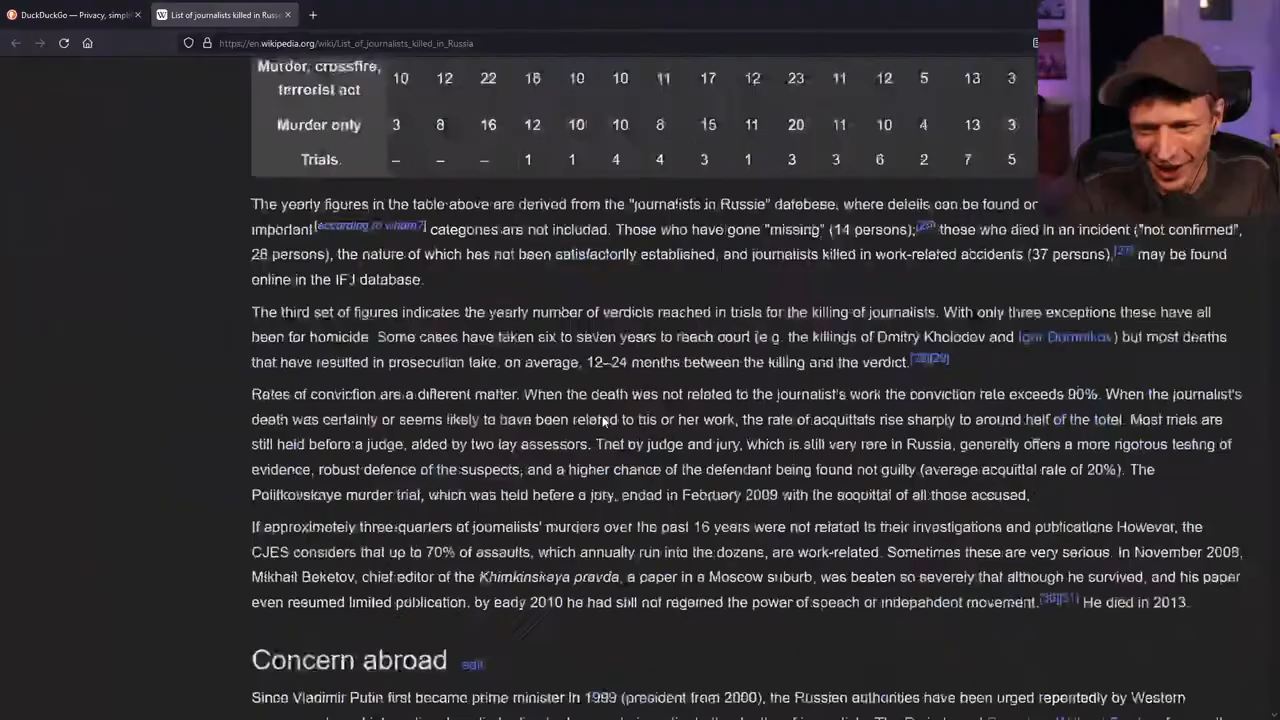 DuckDuckGo — Privacy, simpl
List of journalists killed in Russ
https://en.wikipedia.org/wiki/List_of_journalists_killed_in_Russia
Murder, crossfire, terrorist act 10 12 22 18 10 10 11 17 12 23 11 12 5 13 3
Murder only 3 8 16 12 10 10 8 15 11 20 11 10 4 13 3
Trials. – – – 1 1 4 4 3 1 3 3 6 2 7 5
The yearly figures in the table above are derived from the "journalists in Russia" database, where details can be found on
important[according to whom?] categories are not included. Those who have gone "missing" (14 persons); those who died in an incident ("not confirmed",
28 persons), the nature of which has not been satisfactorily established, and journalists killed in work-related accidents (37 persons),[27] may be found
online in the IFJ database.
The third set of figures indicates the yearly number of verdicts reached in trials for the killing of journalists. With only three exceptions these have all
been for homicide. Some cases have taken six to seven years to reach court (e.g. the killings of Dmitry Kholodov and Igor Domnikov) but most deaths
that have resulted in prosecution take, on average, 12–24 months between the killing and the verdict.[28][29]
Rates of conviction are a different matter. When the death was not related to the journalist's work the conviction rate exceeds 90%. When the journalist's
death was certainly or seems likely to have been related to his or her work, the rate of acquittals rise sharply to around half of the total. Most trials are
still held before a judge, aided by two lay assessors. Trial by judge and jury, which is still very rare in Russia, generally offers a more rigorous testing of
evidence, robust defence of the suspects, and a higher chance of the defendant being found not guilty (average acquittal rate of 20%). The
Politkovskaya murder trial, which was held before a jury, ended in February 2009 with the acquittal of all those accused.
If approximately three-quarters of journalists' murders over the past 16 years were not related to their investigations and publications However, the
CJES considers that up to 70% of assaults, which annually run into the dozens, are work-related. Sometimes these are very serious. In November 2008,
Mikhail Beketov, chief editor of the Khimkinskaya pravda, a paper in a Moscow suburb, was beaten so severely that although he survived, and his paper
even resumed limited publication, by early 2010 he had still not regained the power of speech or independent movement.[30][31] He died in 2013.
Concern abroad edit
Since Vladimir Putin first became prime minister in 1999 (president from 2000), the Russian authorities have been urged repeatedly by Western